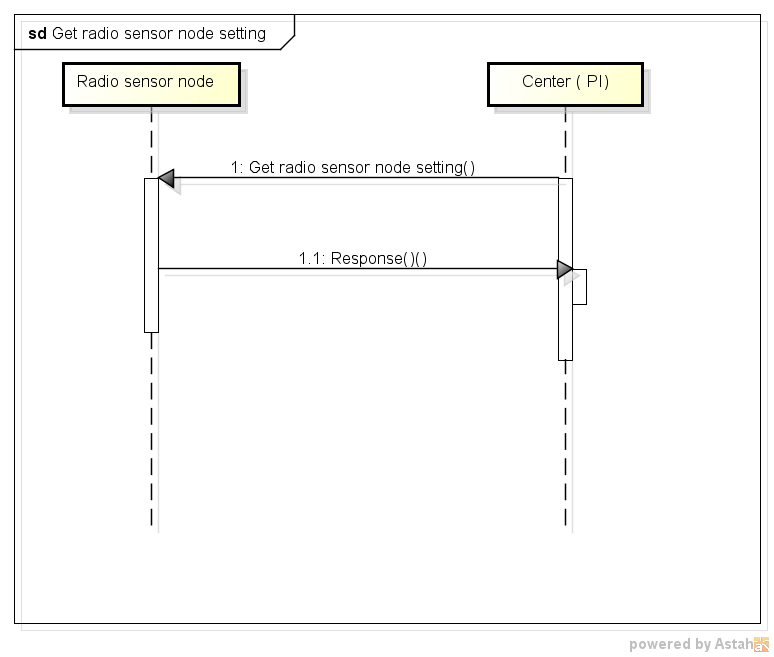 sd Get radio sensor node setting
Radio sensor node
Center ( PI)
1: Get radio sensor node setting()
1.1: Response()()
powered by Astah